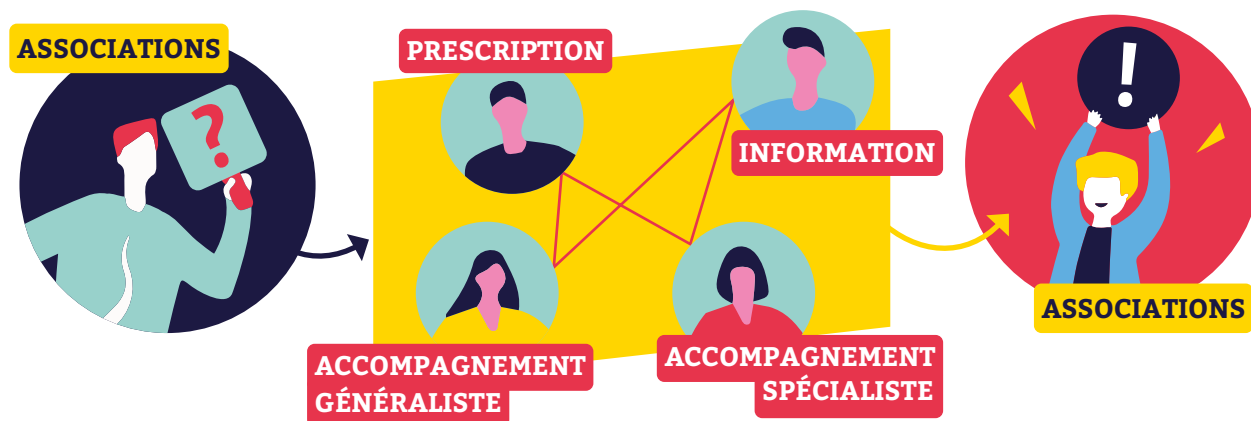 ASSOCIATIONS
?
PRESCRIPTION
INFORMATION
ACCOMPAGNEMENT
GÉNÉRALISTE
ACCOMPAGNEMENT
SPÉCIALISTE
!
ASSOCIATIONS